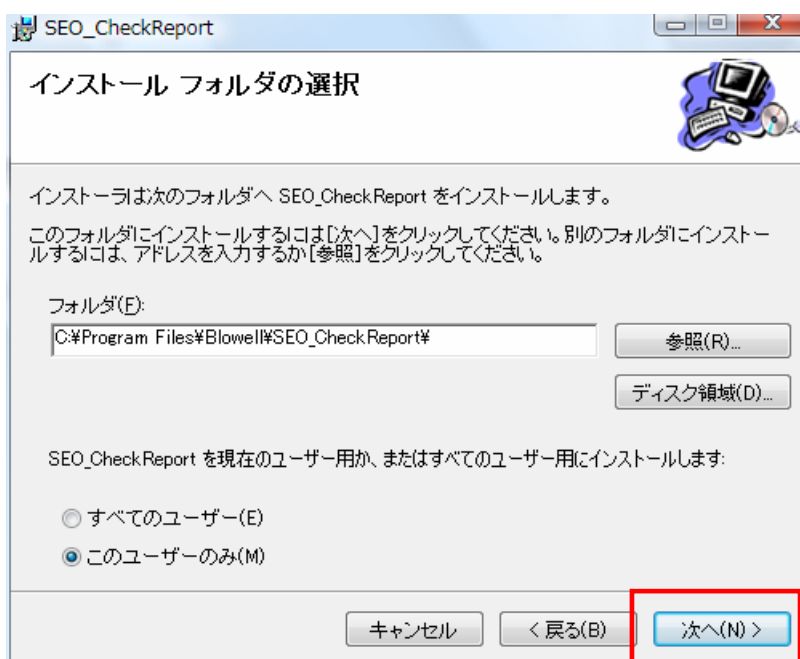 SEO_CheckReport
インストール フォルダの選択
インストーラは次のフォルダへ SEO_CheckReport をインストールします。
このフォルダにインストールするには[次へ]をクリックしてください。別のフォルダにインストー
ルするには、アドレスを入力するか[参照]をクリックしてください。
フォルダ(F):
C:¥Program Files¥Blowell¥SEO_CheckReport¥
参照(R)...
ディスク領域(D)...
SEO_CheckReport を現在のユーザー用か、またはすべてのユーザー用にインストールします:
すべてのユーザー(E)
このユーザーのみ(M)
キャンセル
< 戻る(B)
次へ(N) >